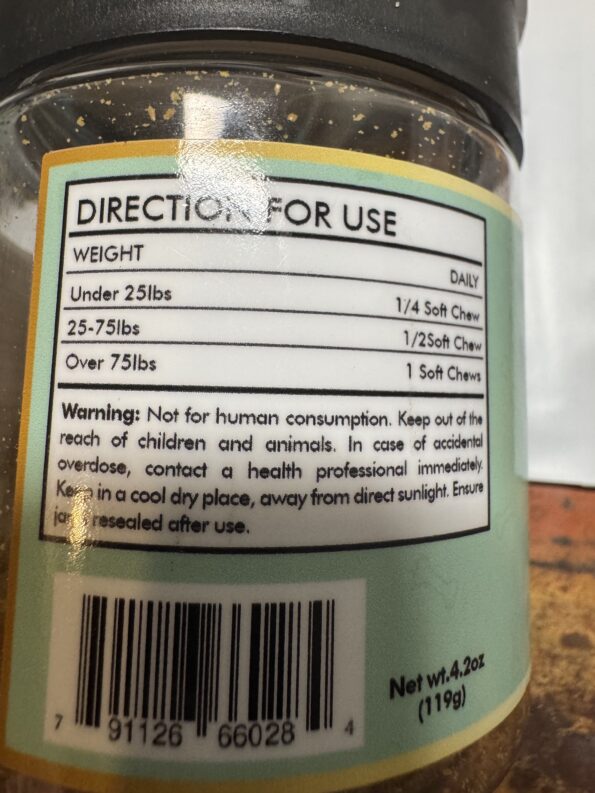 DIRECTION FOR USE
WEIGHT DAILY
Under 25lbs 1/4 Soft Chew
25-75lbs 1/2Soft Chew
Over 75lbs 1 Soft Chews
Warning: Not for human consumption. Keep out of the
reach of children and animals. In case of accidental
overdose, contact a health professional immediately.
Keep in a cool dry place, away from direct sunlight. Ensure
resealed after use.
7 91126 66028 4
Net wt.4.2oz
(119g)